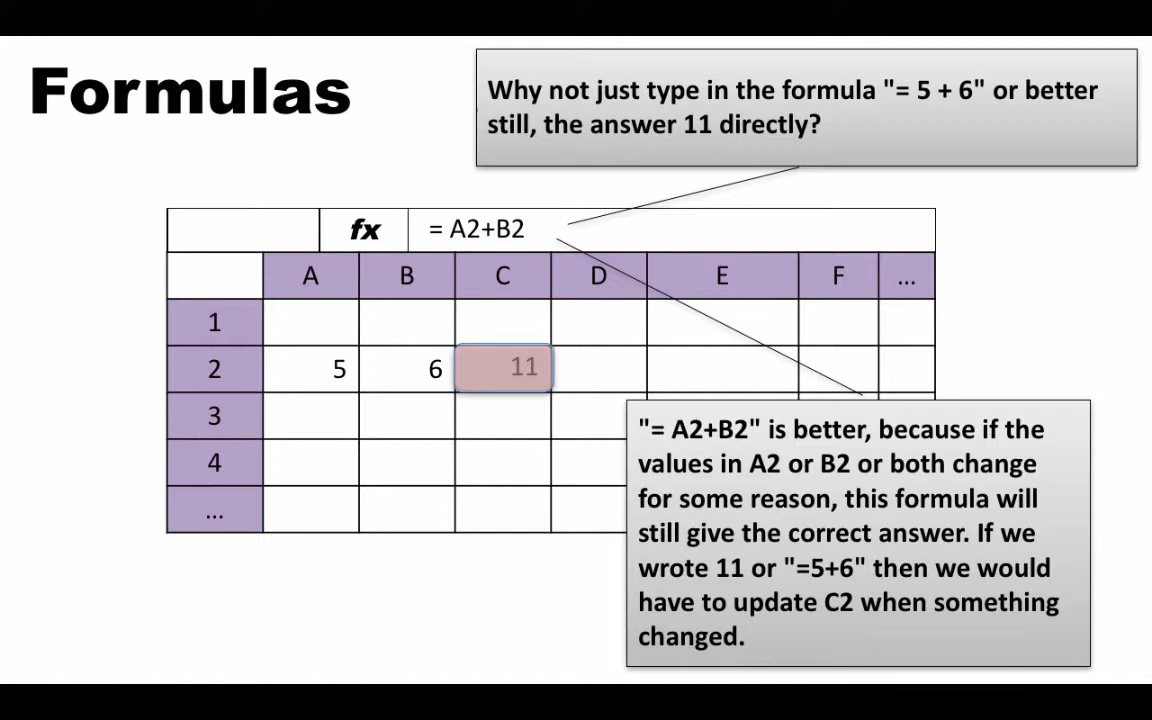 Formulas
Why not just type in the formula "= 5 + 6" or better
still, the answer 11 directly?
fx = A2+B2
A B C D E F ...
1
2 5 6 11
3
4
...
"= A2+B2" is better, because if the
values in A2 or B2 or both change
for some reason, this formula will
still give the correct answer. If we
wrote 11 or "=5+6" then we would
have to update C2 when something
changed.